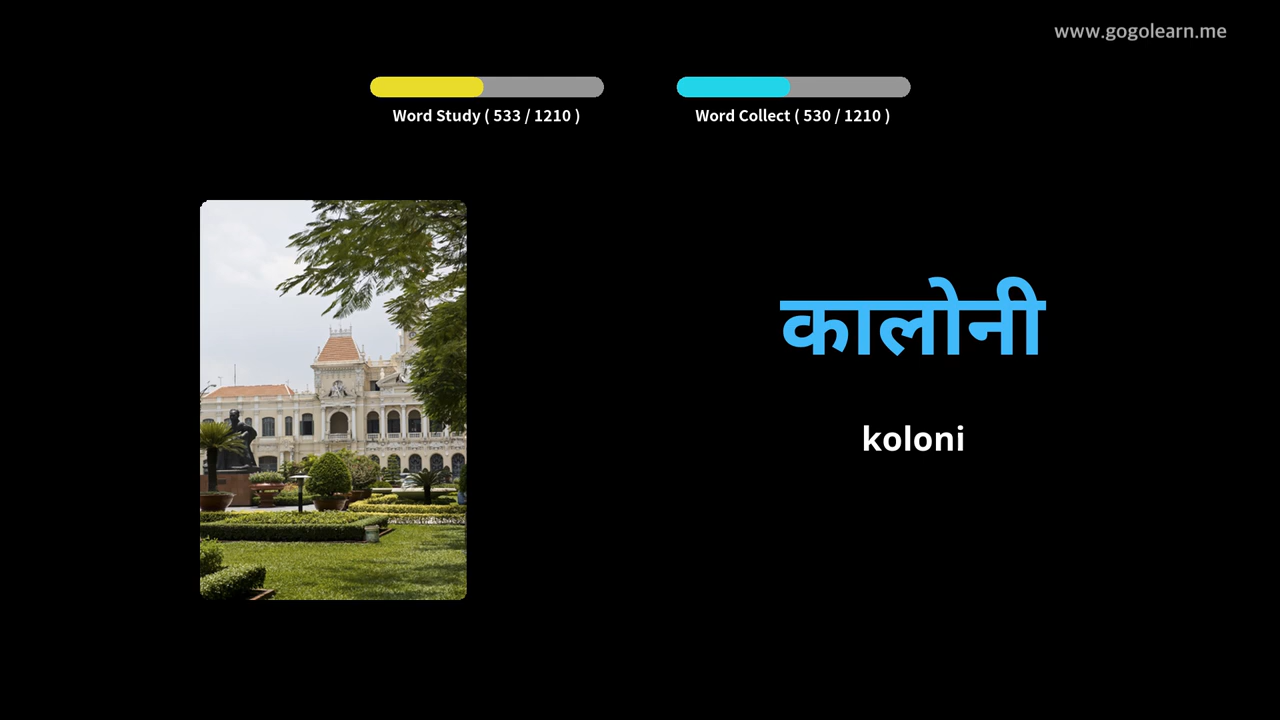 www.gogolearn.me
Word Study ( 533 / 1210 )
Word Collect ( 530 / 1210 )
कालोनी
koloni